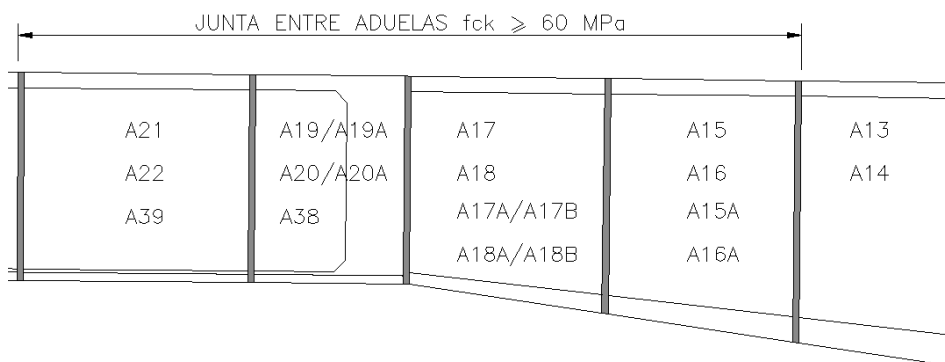 JUNTA ENTRE ADUELAS fck ⩾ 60 MPa
A21
A22
A39
A19/A19A
A20/A20A
A38
A17
A18
A17A/A17B
A18A/A18B
A15
A16
A15A
A16A
A13
A14